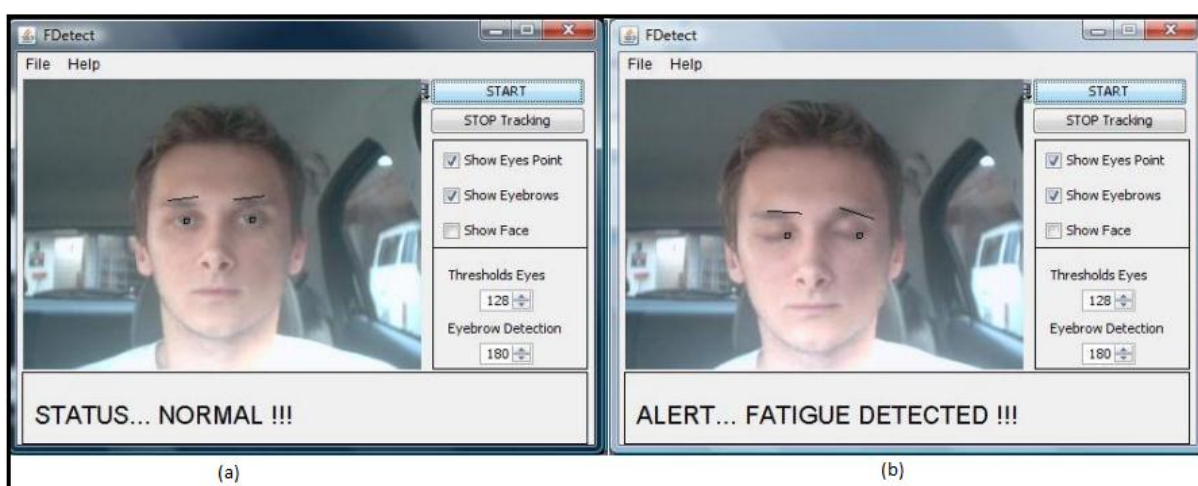 FDetect
File Help
START
STOP Tracking
Show Eyes Point
Show Eyebrows
Show Face
Thresholds Eyes
128
Eyebrow Detection
180
STATUS... NORMAL !!!
(a)
FDetect
File Help
START
STOP Tracking
Show Eyes Point
Show Eyebrows
Show Face
Thresholds Eyes
128
Eyebrow Detection
180
ALERT... FATIGUE DETECTED !!!
(b)